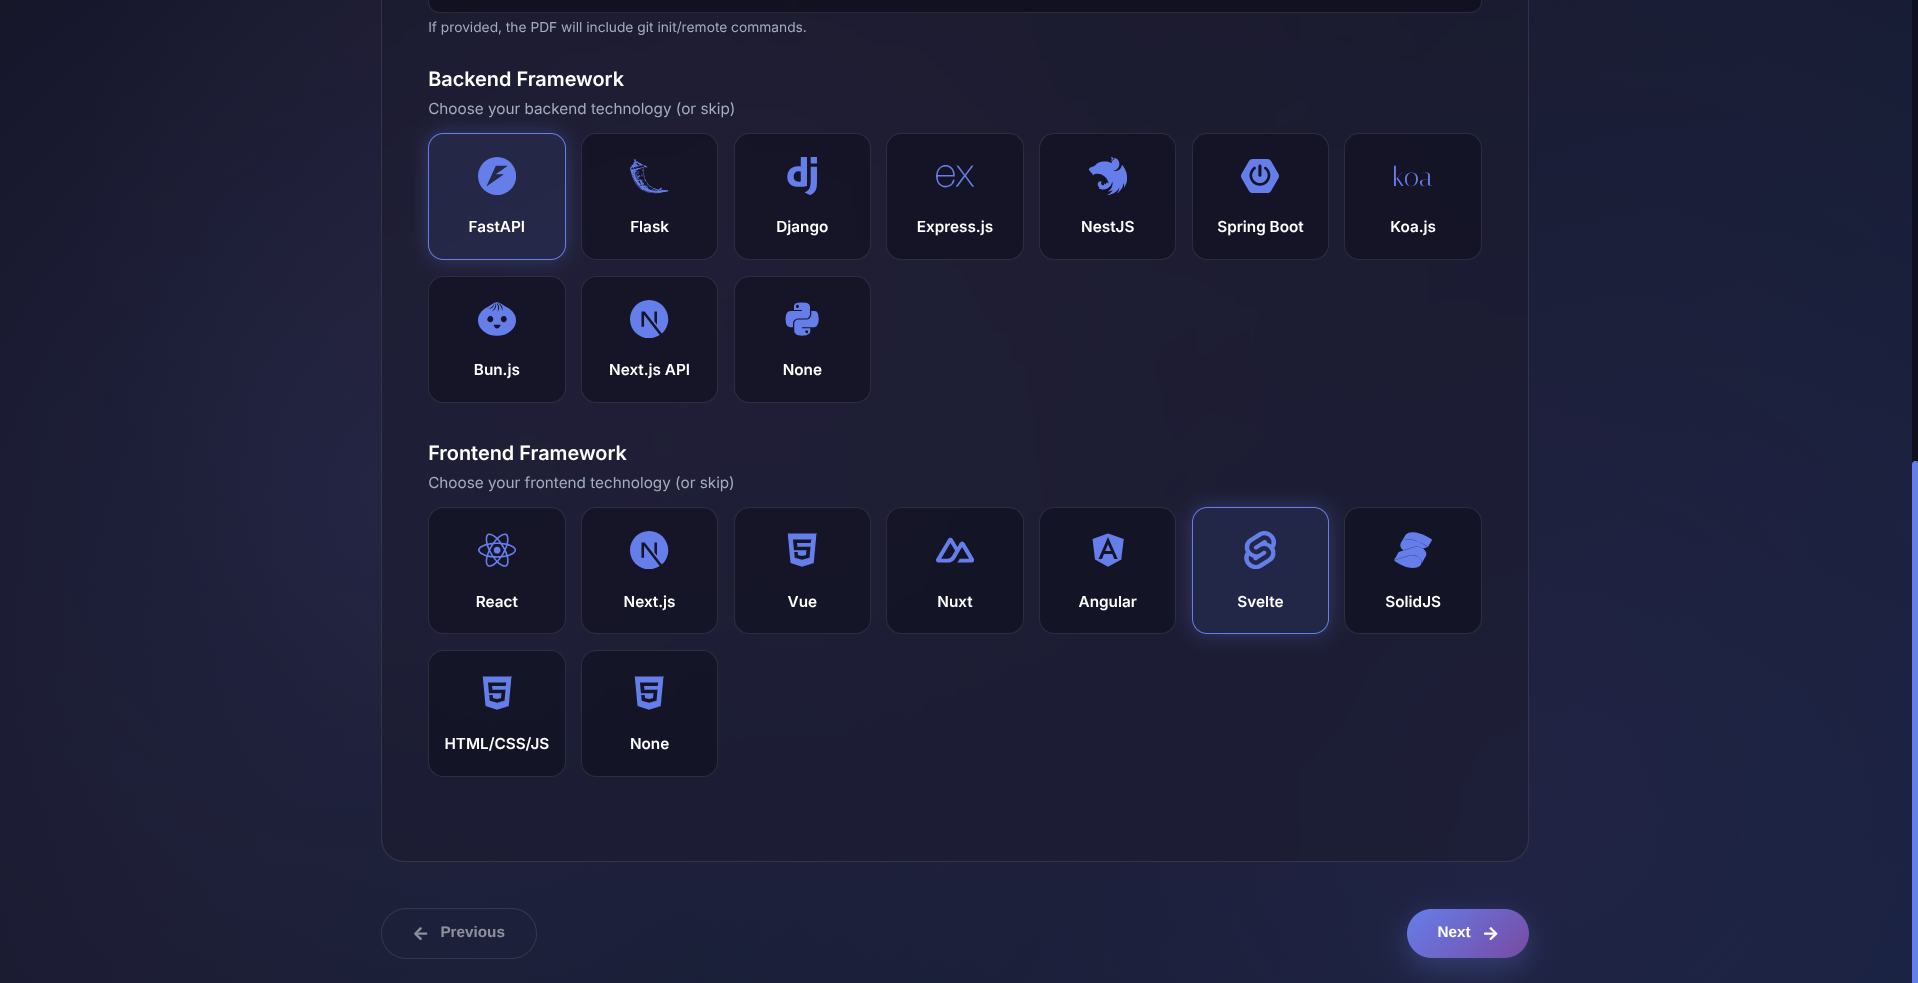 If provided, the PDF will include git init/remote commands.
Backend Framework
Choose your backend technology (or skip)
FastAPI
Flask
dj
Django
ex
Express.js
NestJS
Spring Boot
koa
Koa.js
Bun.js
N
Next.js API
None
Frontend Framework
Choose your frontend technology (or skip)
React
N
Next.js
5
Vue
Nuxt
A
Angular
Svelte
SolidJS
5
HTML/CSS/JS
5
None
Previous
Next